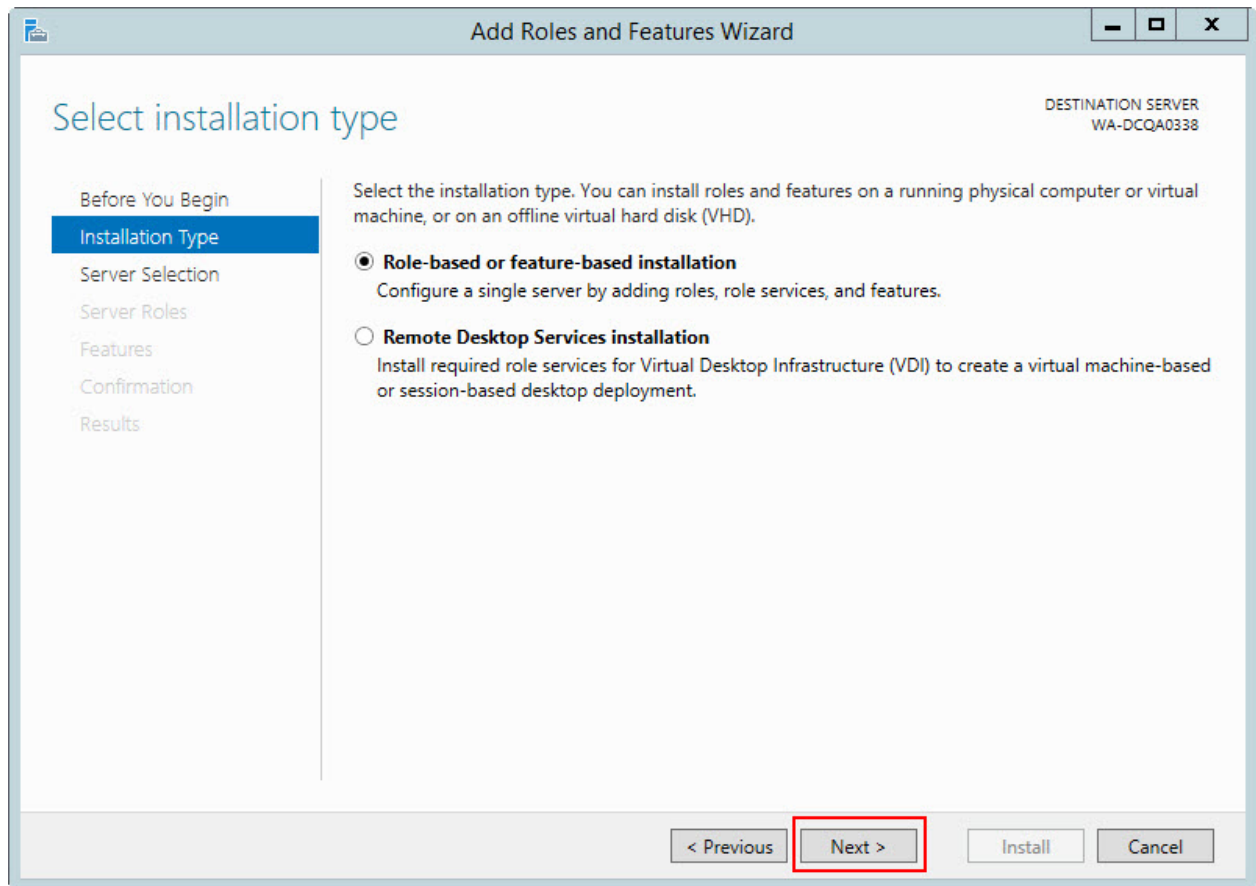 Add Roles and Features Wizard
Select installation type
DESTINATION SERVER
WA-DCQA0338
Before You Begin
Installation Type
Server Selection
Server Roles
Features
Confirmation
Results
Select the installation type. You can install roles and features on a running physical computer or virtual
machine, or on an offline virtual hard disk (VHD).
Role-based or feature-based installation
Configure a single server by adding roles, role services, and features.
Remote Desktop Services installation
Install required role services for Virtual Desktop Infrastructure (VDI) to create a virtual machine-based
or session-based desktop deployment.
< Previous
Next >
Install
Cancel